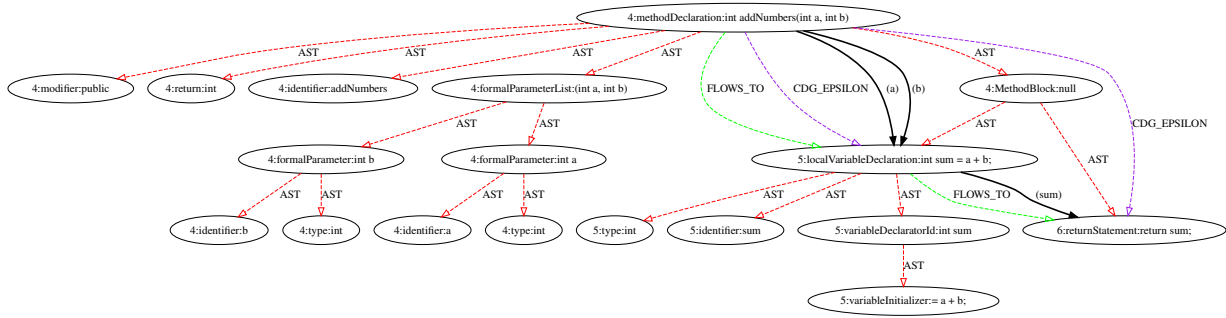 4:methodDeclaration:int addNumbers(int a, int b)
AST
AST
AST
AST
AST
4:modifier:public
4:return:int
4:identifier:addNumbers
4:formalParameterList:(int a, int b)
FLOWS_TO
CDG_EPSILON
(a)
(b)
4:MethodBlock:null
CDG_EPSILON
AST
AST
AST
AST
4:formalParameter:int b
4:formalParameter:int a
5:localVariableDeclaration:int sum = a + b;
AST
AST
AST
AST
AST
AST
AST
FLOWS_TO
(sum)
4:identifier:b
4:type:int
4:identifier:a
4:type:int
5:type:int
5:identifier:sum
5:variableDeclaratorId:int sum
6:returnStatement:return sum;
AST
5:variableInitializer:= a + b;